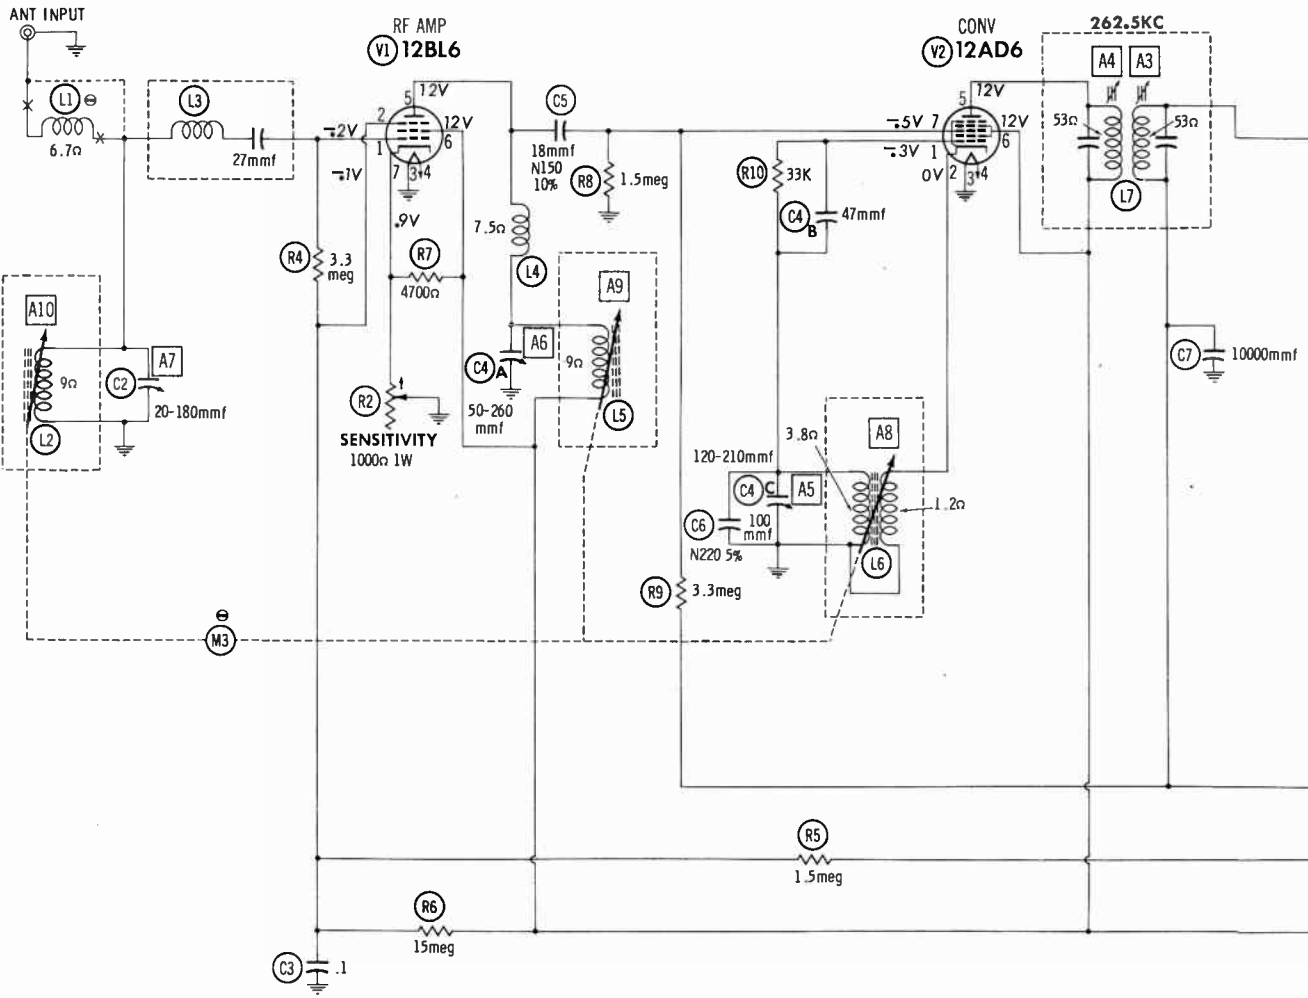 ANT INPUT
RF AMP
V1 12BL6
CONV
V2 12AD6
262.5KC
A4 A3
L1 ⊖
6.7Ω
L3
27mmf
5
12V
2
-.2V
12V
6
1
-.1V
7 3 4
.9V
C5
18mmf
N150
10%
R8
1.5meg
R10
33K
C4 B
47mmf
5
12V
-.5V 7
12V
6
-.3V 1
0V 2
3 4
53Ω
53Ω
L7
R4
3.3
meg
R7
4700Ω
7.5Ω
L4
A9
A10
9Ω
L2
C2
A7
20-180mmf
R2
SENSITIVITY
1000Ω 1W
C4 A
A6
50-260
mmf
9Ω
L5
C7
10000mmf
3.8Ω
A8
120-210mmf
C4 C
A5
C6
100
mmf
N220 5%
1.2Ω
L6
R9
3.3meg
⊖
M3
R5
1.5meg
R6
15meg
C3
.1